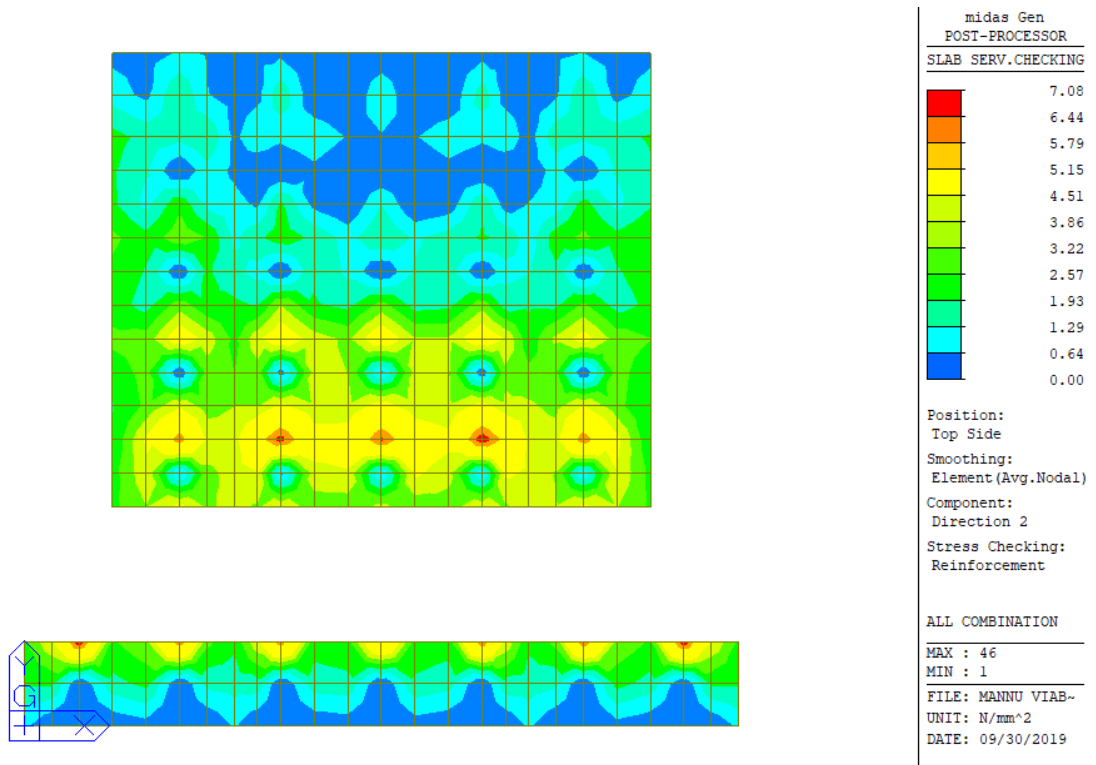 midas Gen
POST-PROCESSOR
SLAB SERV.CHECKING
7.08
6.44
5.79
5.15
4.51
3.86
3.22
2.57
1.93
1.29
0.64
0.00
Position:
Top Side
Smoothing:
Element(Avg.Nodal)
Component:
Direction 2
Stress Checking:
Reinforcement
ALL COMBINATION
MAX : 46
MIN : 1
FILE: MANNU VIAB~
UNIT: N/mm^2
DATE: 09/30/2019
Y
G
X